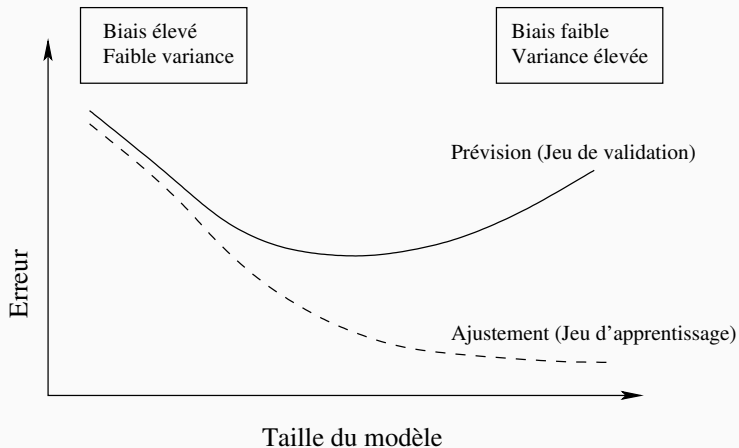 Biais élevé
Faible variance
Biais faible
Variance élevée
Prévision (Jeu de validation)
Erreur
Ajustement (Jeu d'apprentissage)
Taille du modèle